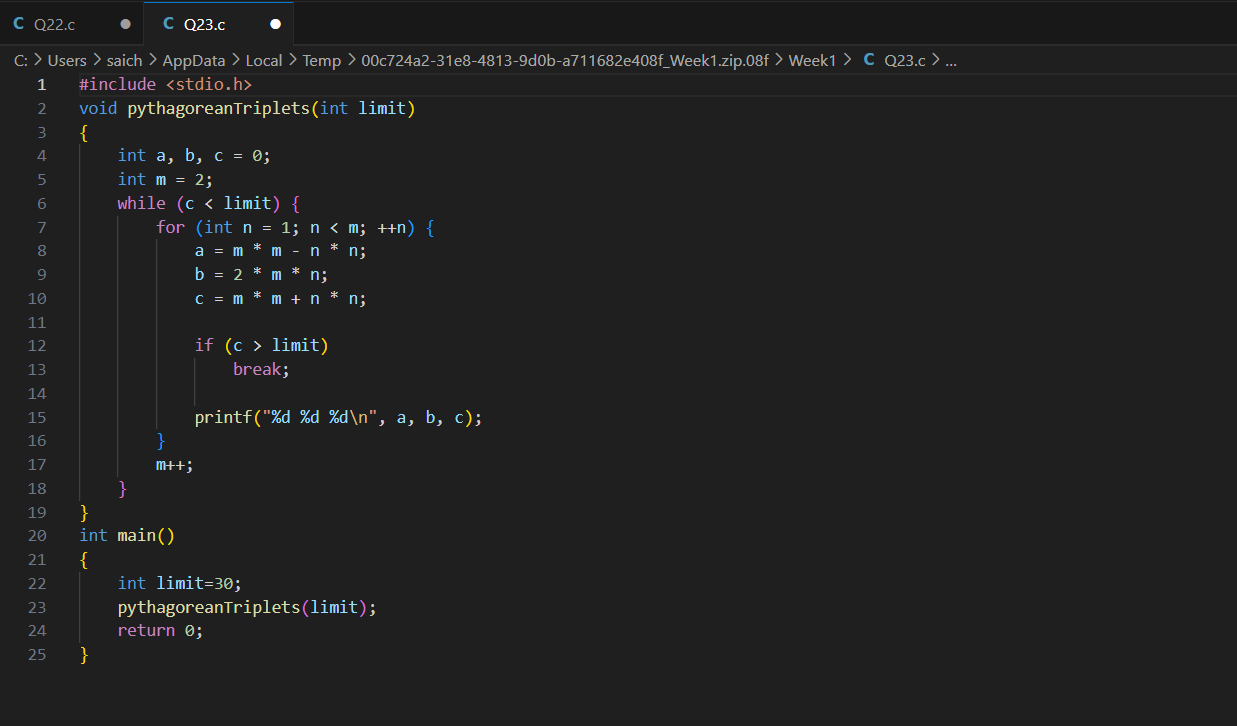 C Q22.c ● C Q23.c ●
C: > Users > saich > AppData > Local > Temp > 00c724a2-31e8-4813-9d0b-a711682e408f_Week1.zip.08f > Week1 > C Q23.c > ...
1 #include <stdio.h>
2 void pythagoreanTriplets(int limit)
3 {
4     int a, b, c = 0;
5     int m = 2;
6     while (c < limit) {
7         for (int n = 1; n < m; ++n) {
8             a = m * m - n * n;
9             b = 2 * m * n;
10             c = m * m + n * n;
11
12             if (c > limit)
13                 break;
14
15             printf("%d %d %d\n", a, b, c);
16         }
17         m++;
18     }
19 }
20 int main()
21 {
22     int limit=30;
23     pythagoreanTriplets(limit);
24     return 0;
25 }